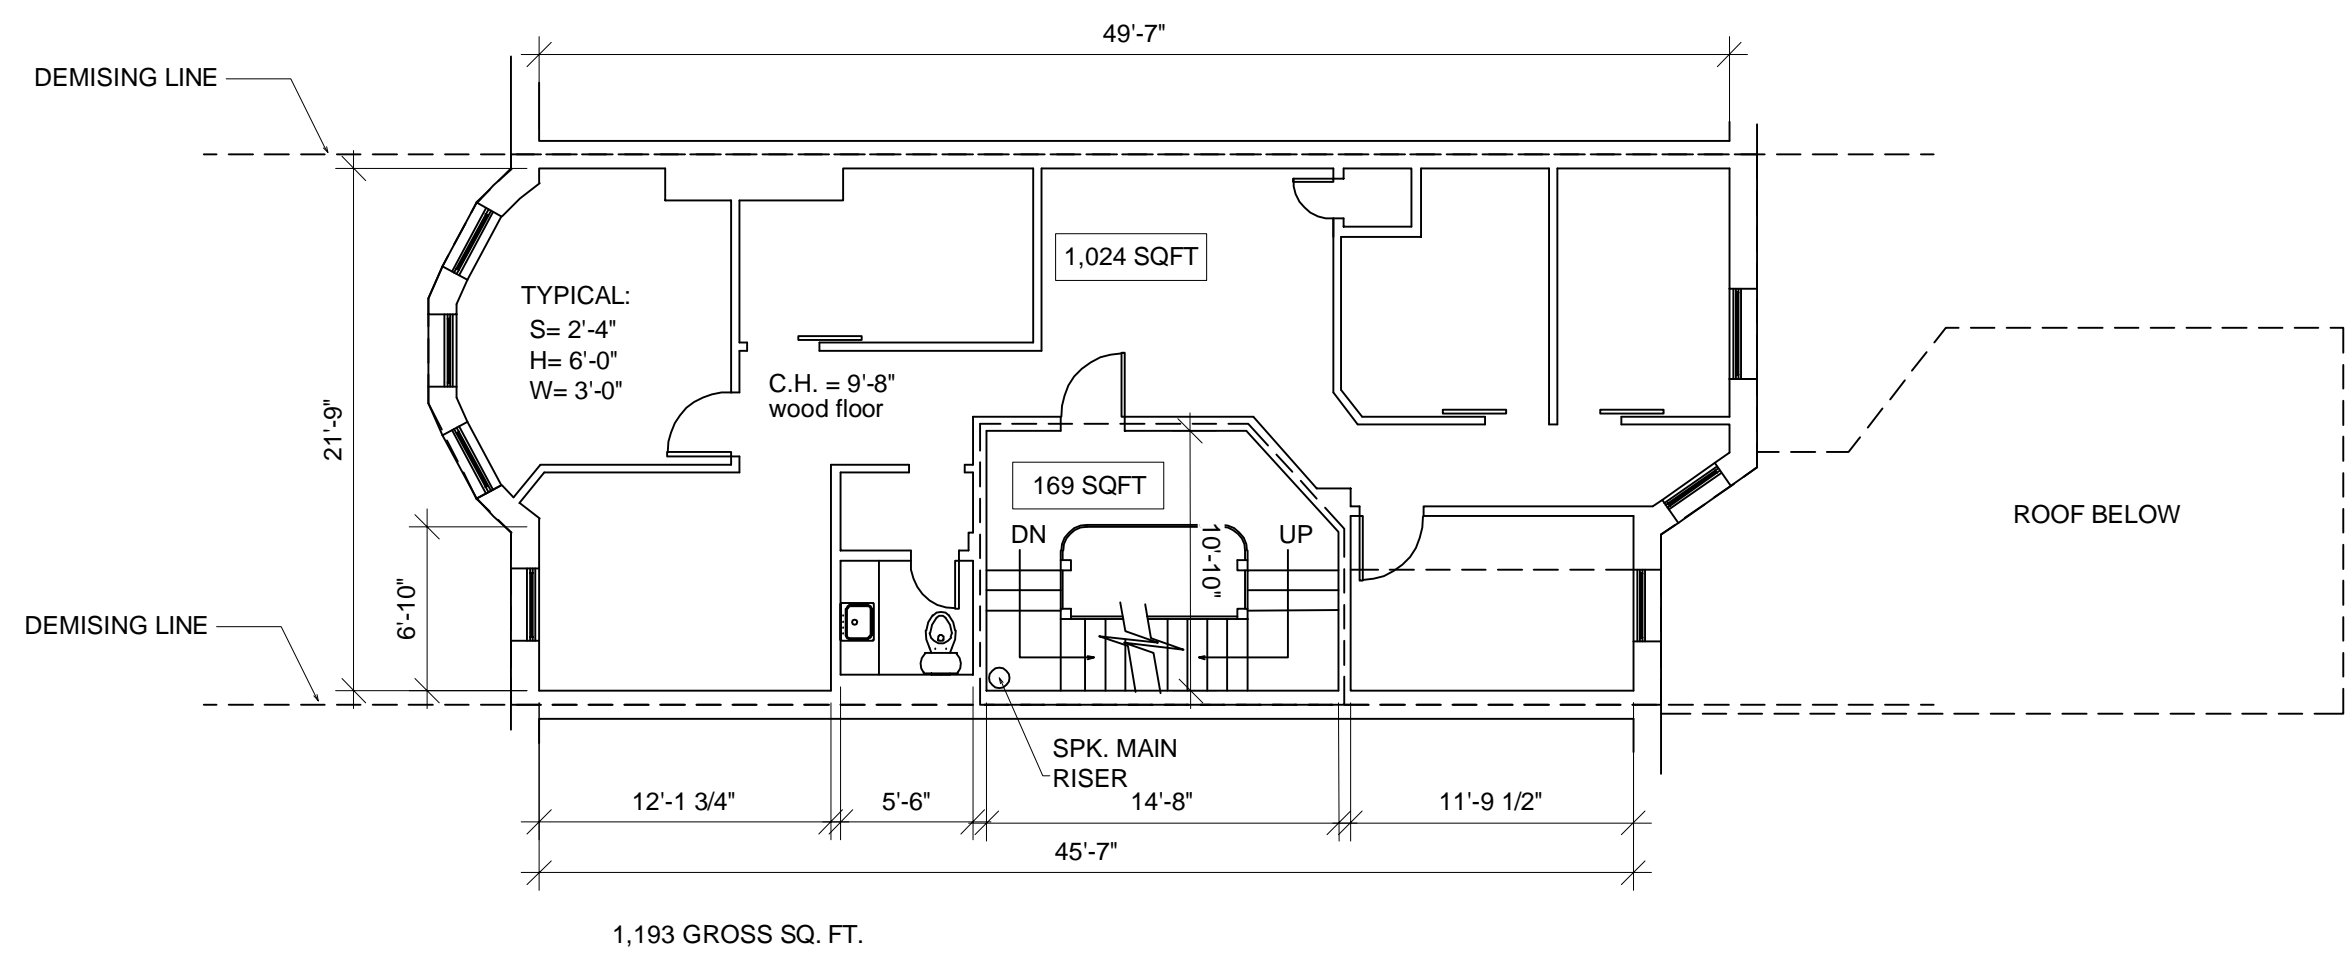 49'-7"
DEMISING LINE
1,024 SQFT
TYPICAL:
S= 2'-4"
H= 6'-0"
W= 3'-0"
C.H. = 9'-8"
wood floor
21'-9"
169 SQFT
DN
UP
10'-10"
ROOF BELOW
6'-10"
DEMISING LINE
SPK. MAIN
RISER
12'-1 3/4"
5'-6"
14'-8"
11'-9 1/2"
45'-7"
1,193 GROSS SQ. FT.